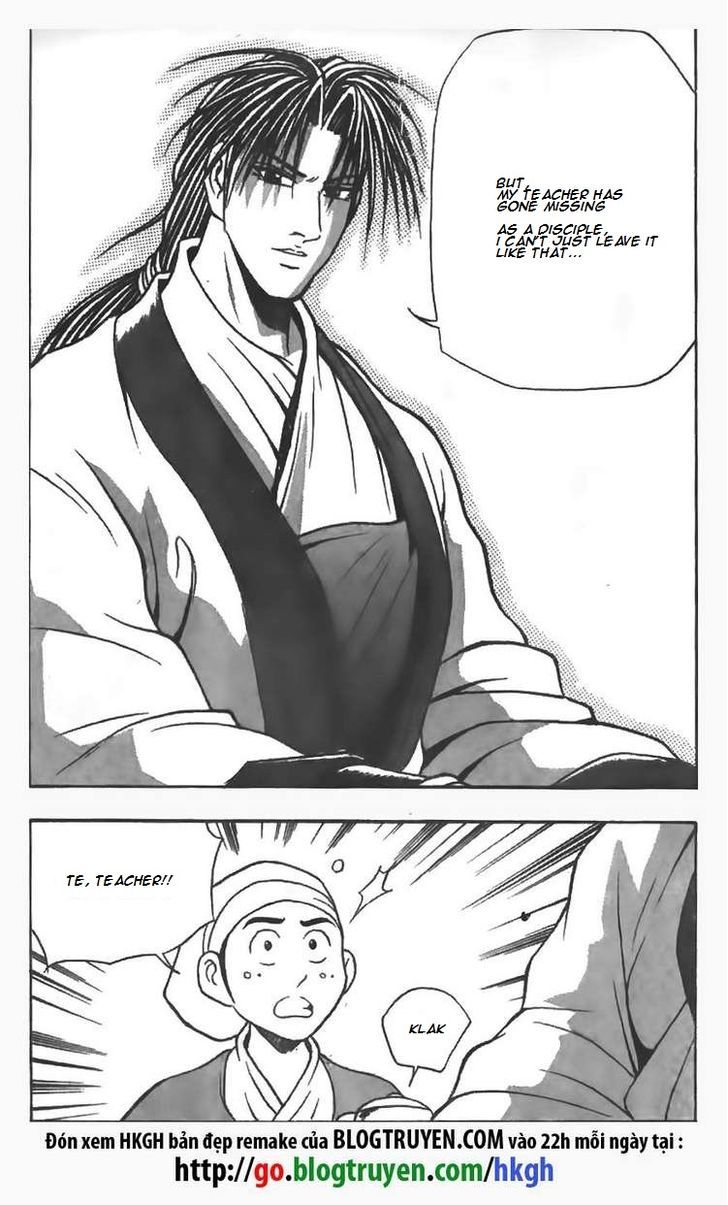 BUT,
MY TEACHER HAS
GONE MISSING
AS A DISCIPLE,
I CAN'T JUST LEAVE IT
LIKE THAT...
TE, TEACHER!!
KLAK
Đón xem HKGH bản đẹp remake của BLOGTRUYEN.COM vào 22h mỗi ngày tại :
http://go.blogtruyen.com/hkgh